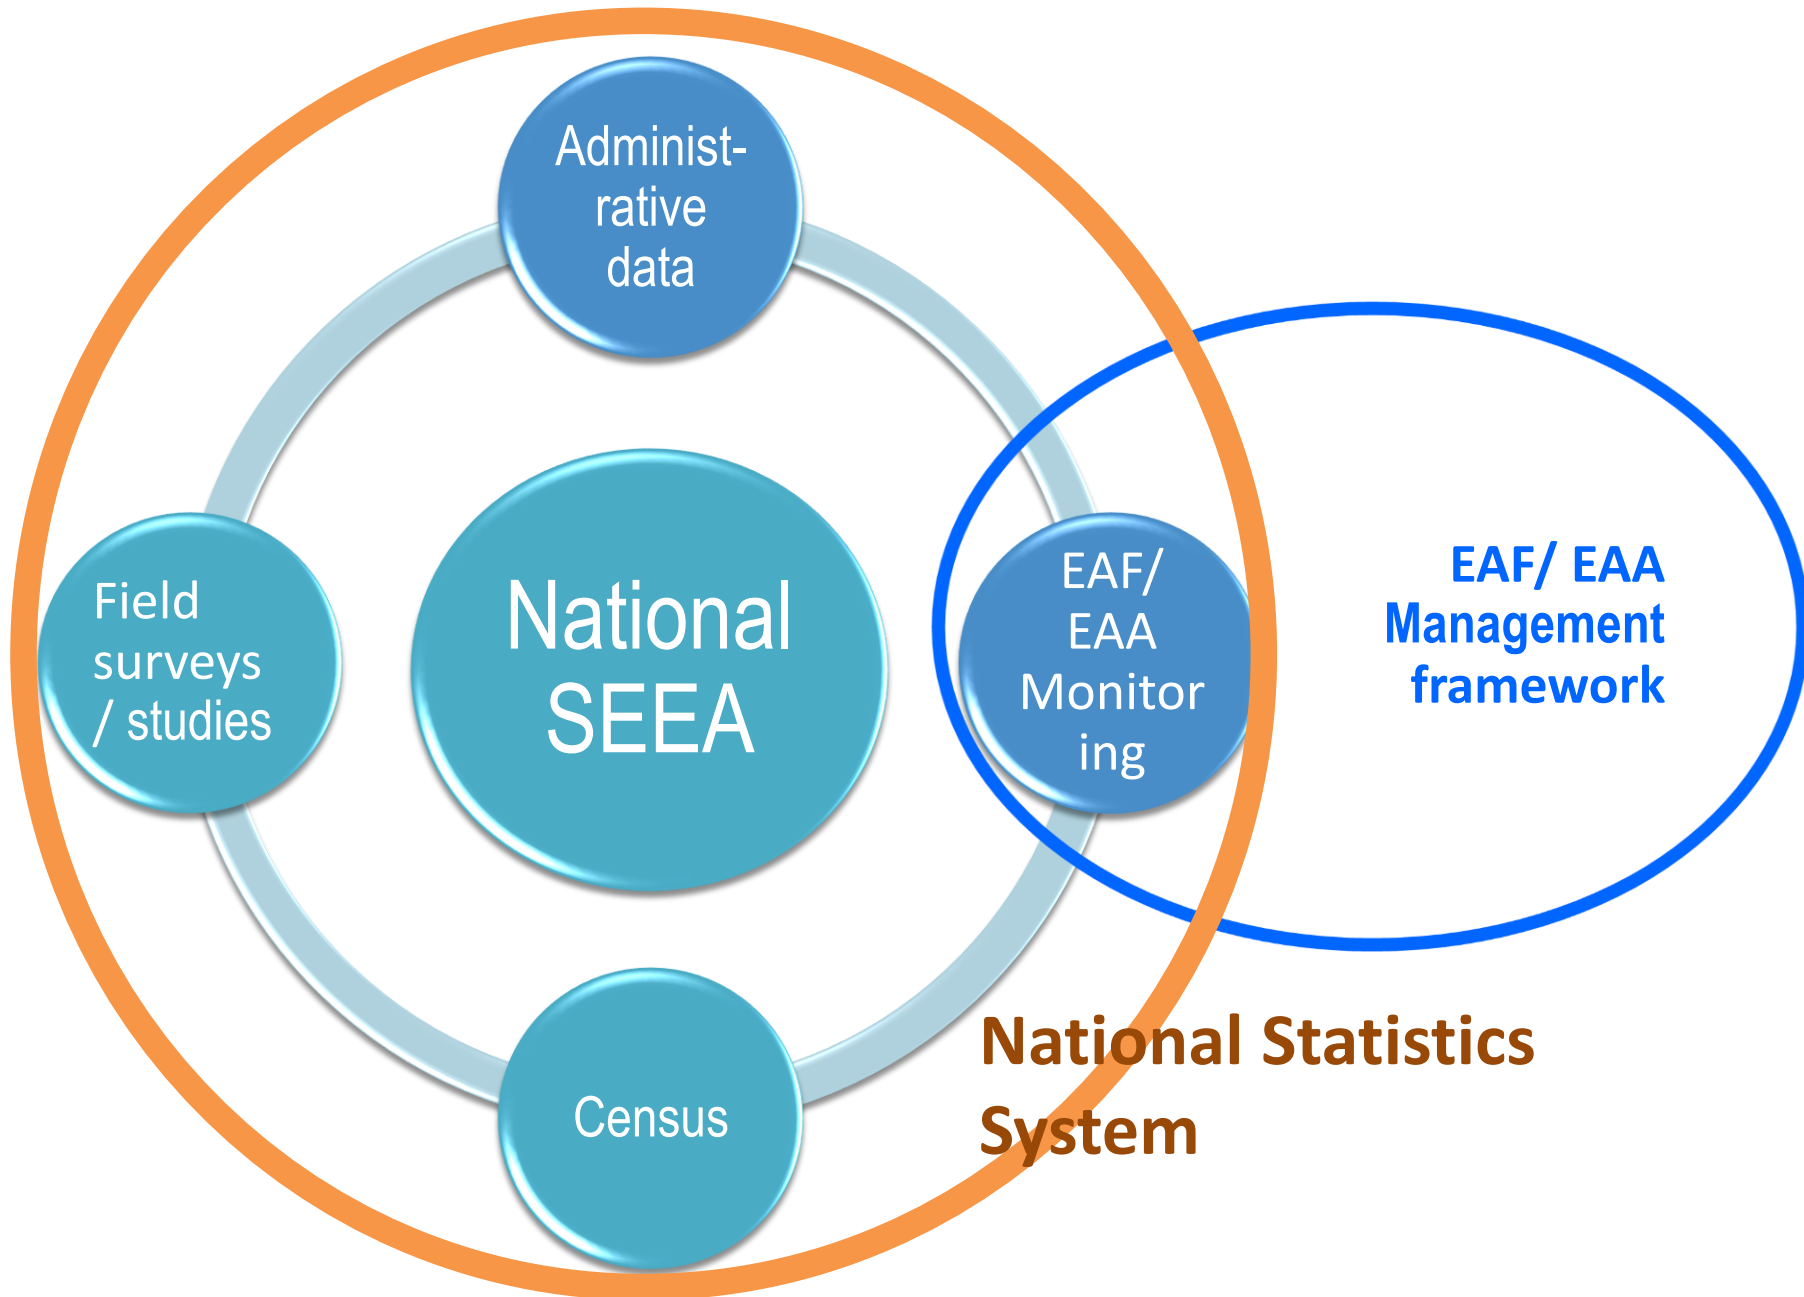 Administ-
rative
data
Field
surveys
/ studies
National
SEEA
EAF/
EAA
Monitor
ing
EAF/ EAA
Management
framework
National Statistics
System
Census